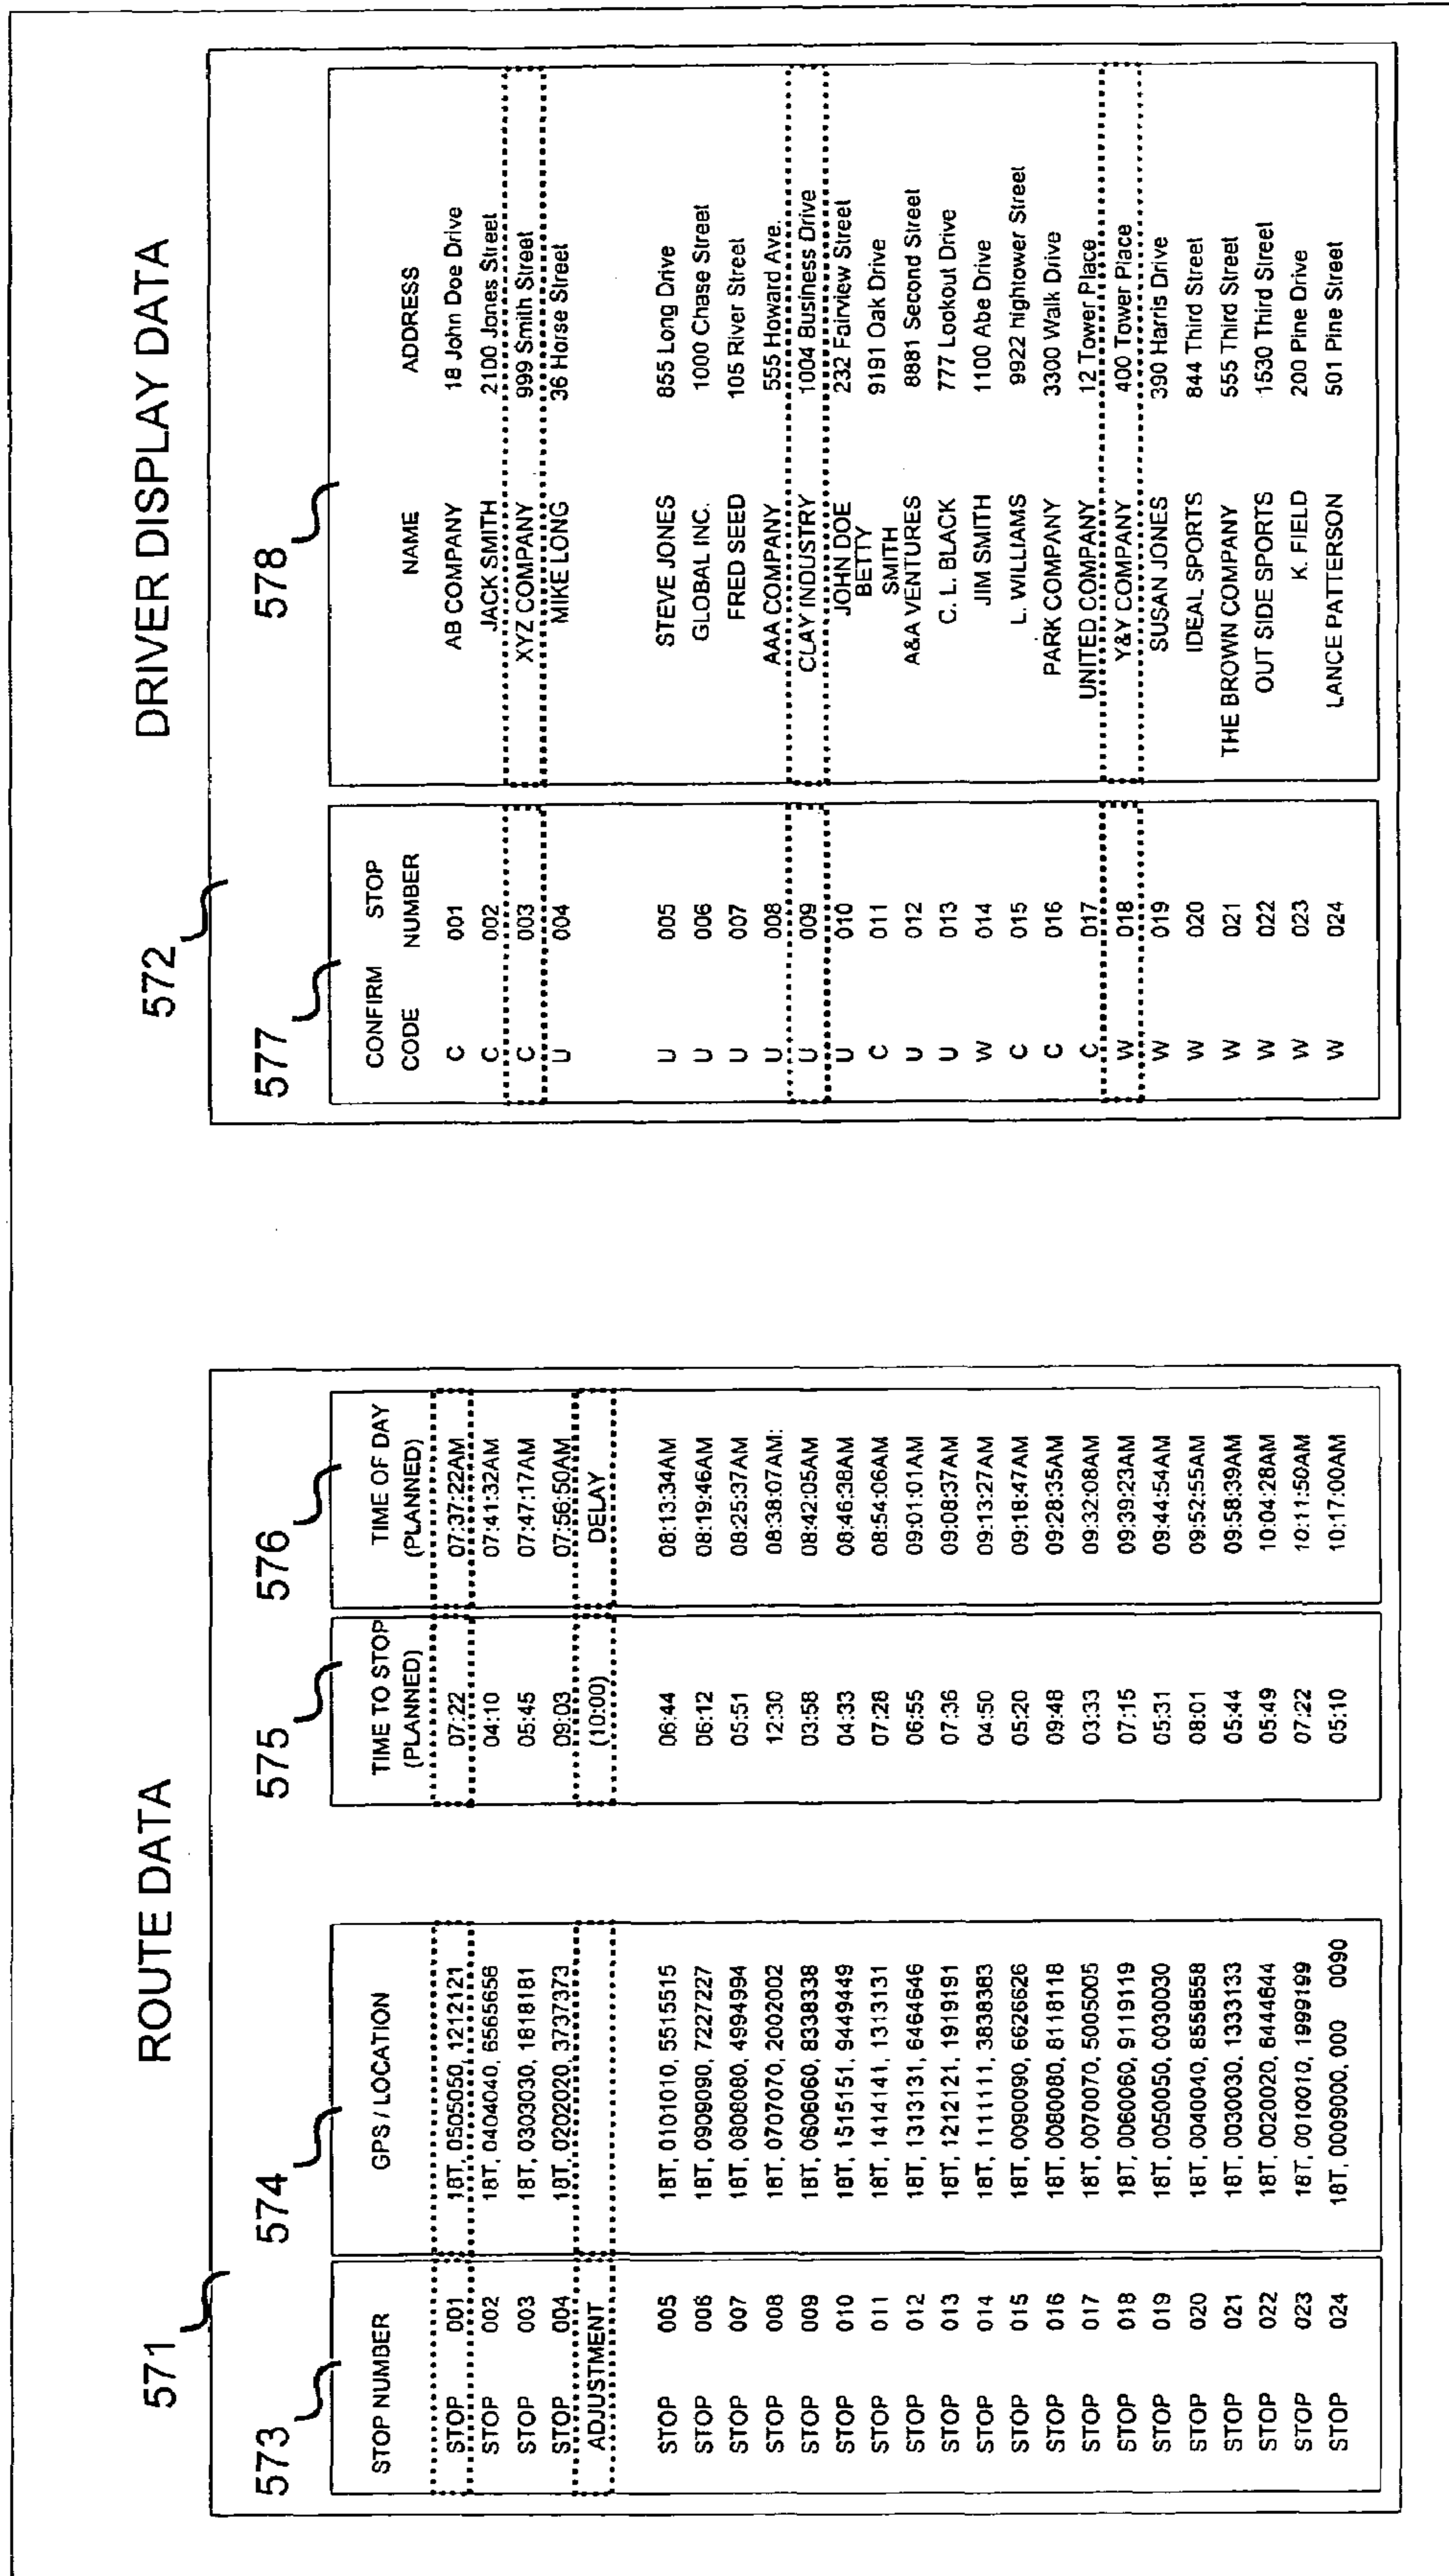 ROUTE DATA
571
573
574
575
576
STOP NUMBER
GPS / LOCATION
TIME TO STOP (PLANNED)
TIME OF DAY (PLANNED)
STOP 001 18T, 0505050, 1212121 07:22 07:37:22AM
STOP 002 18T, 0404040, 6565656 04:10 07:41:32AM
STOP 003 18T, 0303030, 1818181 05:45 07:47:17AM
STOP 004 18T, 0202020, 3737373 09:03 07:56:50AM
ADJUSTMENT (10:00) DELAY
STOP 005 18T, 0101010, 5515515 06:44 08:13:34AM
STOP 006 18T, 0909090, 7227227 06:12 08:19:46AM
STOP 007 18T, 0808080, 4994994 05:51 08:25:37AM
STOP 008 18T, 0707070, 2002002 12:30 08:38:07AM:
STOP 009 18T, 0606060, 8338338 03:58 08:42:05AM
STOP 010 18T, 1515151, 9449449 04:33 08:46:38AM
STOP 011 18T, 1414141, 1313131 07:28 08:54:06AM
STOP 012 18T, 1313131, 6464646 06:55 09:01:01AM
STOP 013 18T, 1212121, 1919191 07:36 09:08:37AM
STOP 014 18T, 1111111, 3838383 04:50 09:13:27AM
STOP 015 18T, 0090090, 6626626 05:20 09:18:47AM
STOP 016 18T, 0080080, 8118118 09:48 09:28:35AM
STOP 017 18T, 0070070, 5005005 03:33 09:32:08AM
STOP 018 18T, 0060060, 9119119 07:15 09:39:23AM
STOP 019 18T, 0050050, 0030030 05:31 09:44:54AM
STOP 020 18T, 0040040, 8558558 08:01 09:52:55AM
STOP 021 18T, 0030030, 1333133 05:44 09:58:39AM
STOP 022 18T, 0020020, 6444644 05:49 10:04:28AM
STOP 023 18T, 0010010, 1999199 07:22 10:11:50AM
STOP 024 18T, 0009000, 000 0090 05:10 10:17:00AM
DRIVER DISPLAY DATA
572
577
578
CONFIRM CODE
STOP NUMBER
NAME
ADDRESS
C 001 AB COMPANY 18 John Doe Drive
C 002 JACK SMITH 2100 Jones Street
C 003 XYZ COMPANY 999 Smith Street
U 004 MIKE LONG 36 Horse Street
U 005 STEVE JONES 855 Long Drive
U 006 GLOBAL INC. 1000 Chase Street
U 007 FRED SEED 105 River Street
U 008 AAA COMPANY 555 Howard Ave.
U 009 CLAY INDUSTRY 1004 Business Drive
U 010 JOHN DOE 232 Fairview Street
C 011 BETTY SMITH 9191 Oak Drive
U 012 A&A VENTURES 8881 Second Street
U 013 C. L. BLACK 777 Lookout Drive
W 014 JIM SMITH 1100 Abe Drive
C 015 L. WILLIAMS 9922 hightower Street
C 016 PARK COMPANY 3300 Walk Drive
C 017 UNITED COMPANY 12 Tower Place
W 018 Y&Y COMPANY 400 Tower Place
W 019 SUSAN JONES 390 Harris Drive
W 020 IDEAL SPORTS 844 Third Street
W 021 THE BROWN COMPANY 555 Third Street
W 022 OUT SIDE SPORTS 1530 Third Street
W 023 K. FIELD 200 Pine Drive
W 024 LANCE PATTERSON 501 Pine Street